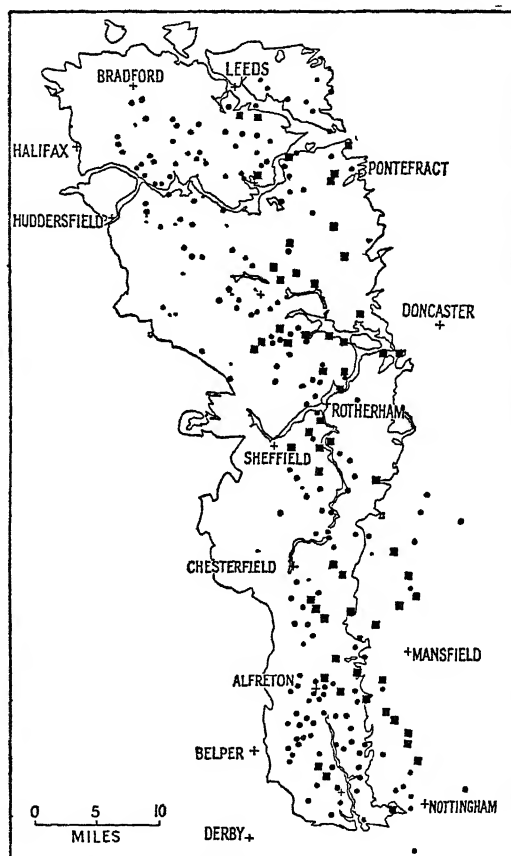 BRADFORD
LEEDS
HALIFAX
PONTEFRACT
HUDDERSFIELD
DONCASTER
ROTHERHAM
SHEFFIELD
CHESTERFIELD
MANSFIELD
ALFRETON
BELPER
0 5 10
NOTTINGHAM
MILES
DERBY